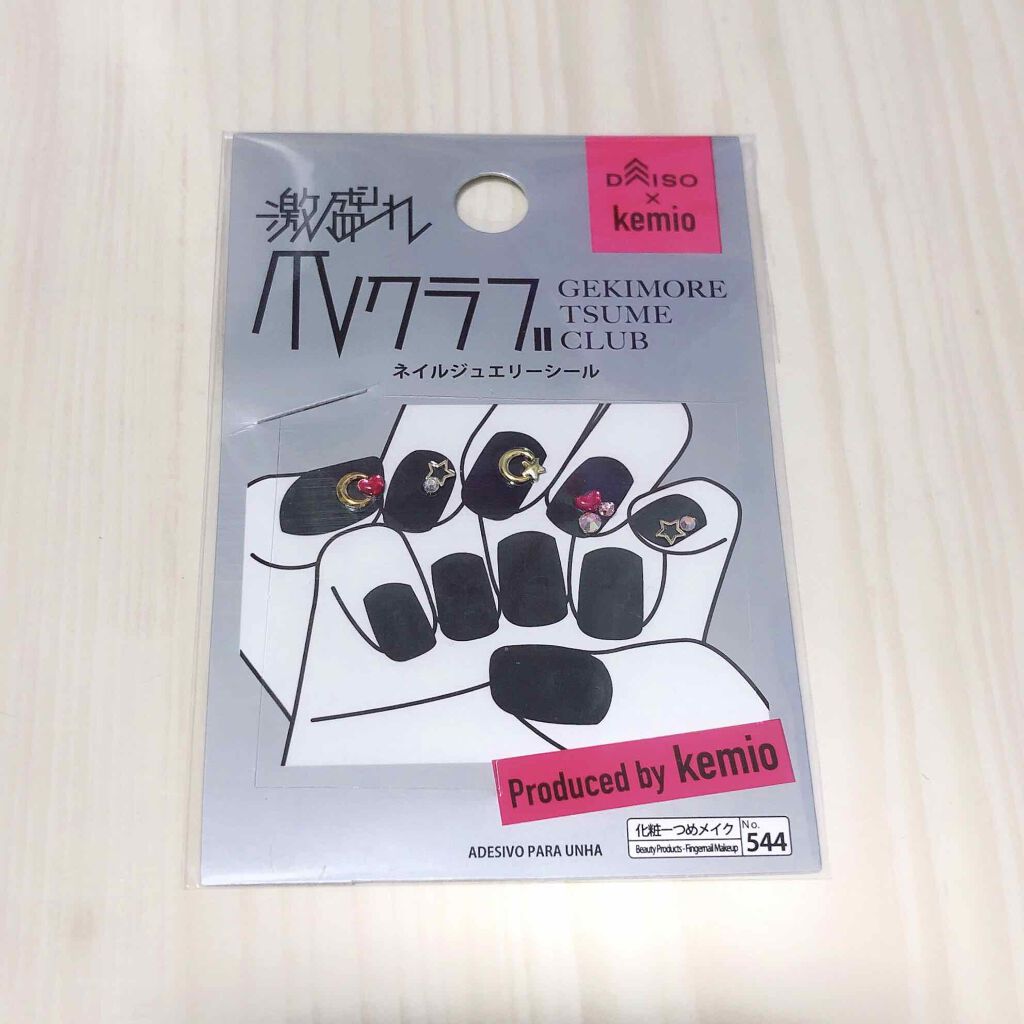 激盛れ
爪クラブ
GEKIMORE
TSUME
CLUB
ネイルジュエリーシール
DAISO
×
kemio
Produced by kemio
ADESIVO PARA UNHA
化粧ーつめメイク
Beauty Products - Fingernail Makeup
No.
544